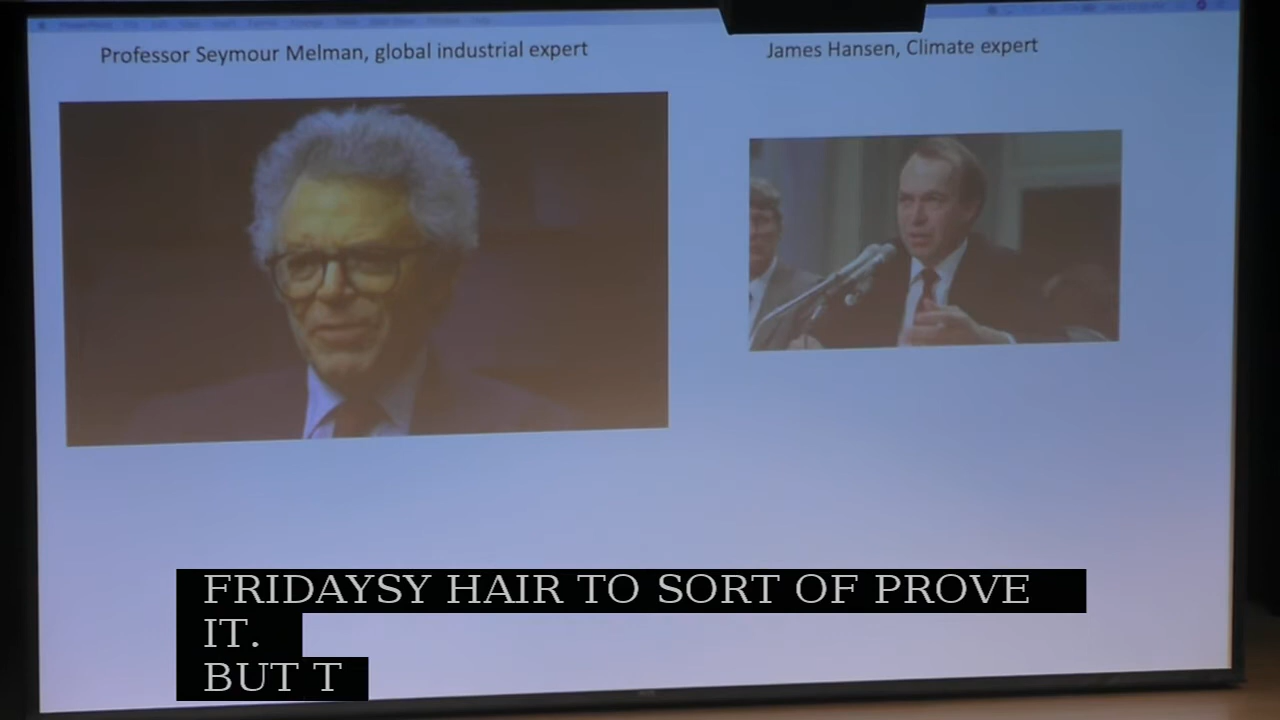 Professor Seymour Melman, global industrial expert
James Hansen, Climate expert
FRIDAYSY HAIR TO SORT OF PROVE
IT.
BUT T